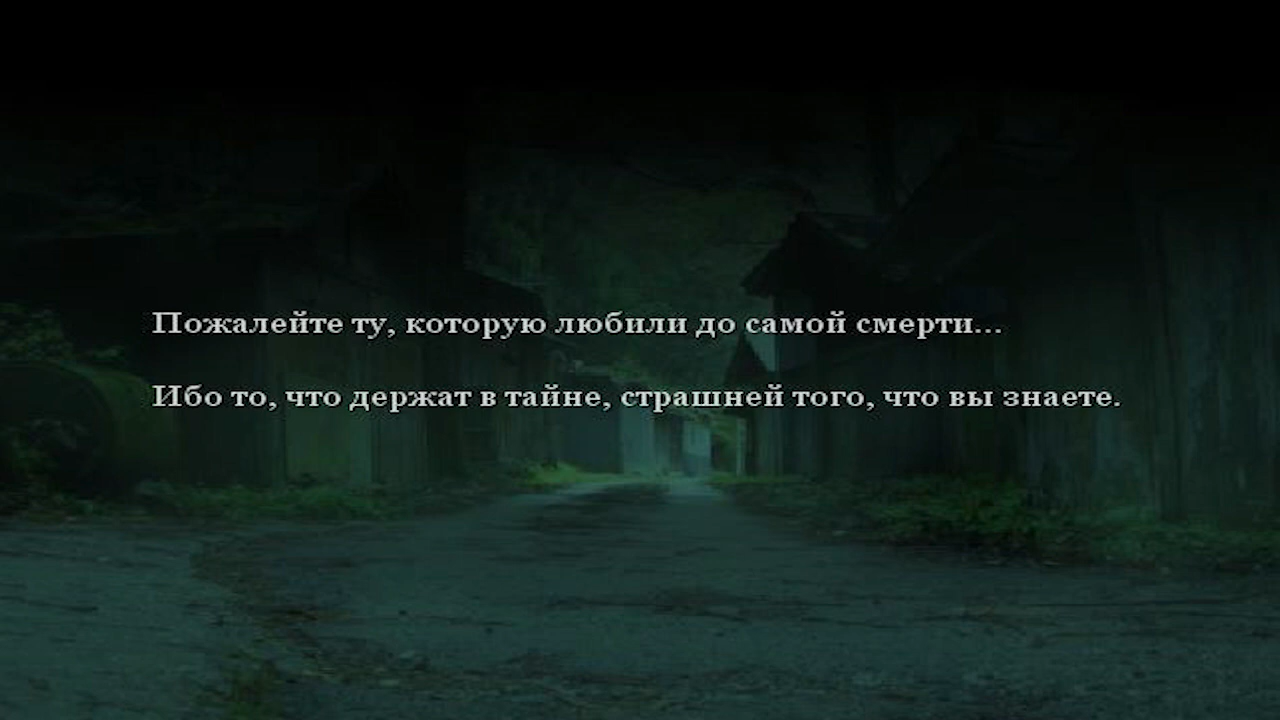 Пожалейте ту, которую любили до самой смерти...
Ибо то, что держат в тайне, страшней того, что вы знаете.